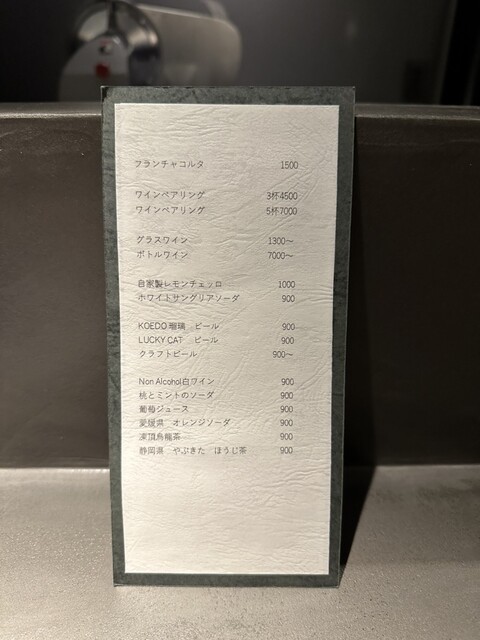 フランチャコルタ 1500
ワインペアリング 3杯4500
ワインペアリング 5杯7000
グラスワイン 1300～
ボトルワイン 7000～
自家製レモンチェッロ 1000
ホワイトサングリアソーダ 900
KOEDO 瑠璃 ビール 900
LUCKY CAT ビール 900
クラフトビール 900～
Non Alcohol白ワイン 900
桃とミントのソーダ 900
葡萄ジュース 900
愛媛県 オレンジソーダ 900
凍頂烏龍茶 900
静岡県 やぶきた ほうじ茶 900